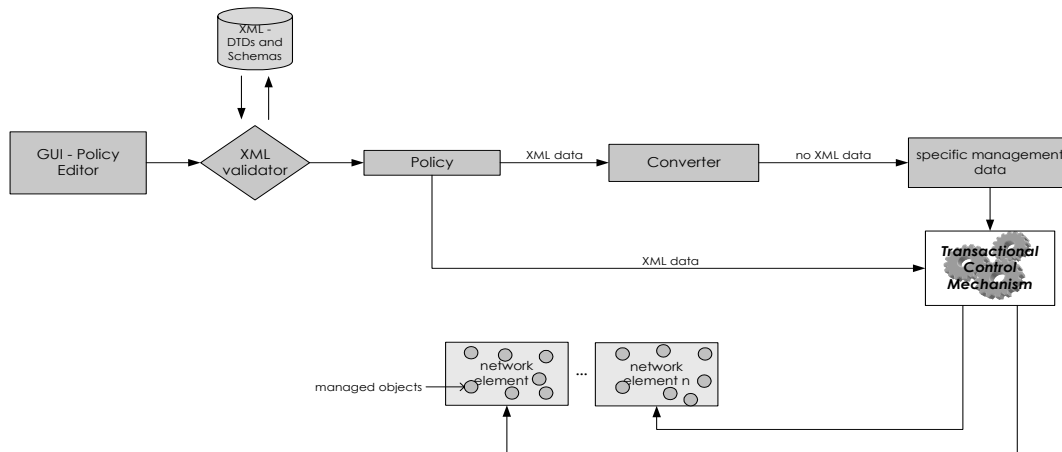 XML -
DTDs and
Schemas
GUI - Policy
Editor
XML
validator
Policy
XML data
Converter
no XML data
specific management
data
XML data
Transactional
Control
Mechanism
network
element
...
network
element n
managed objects